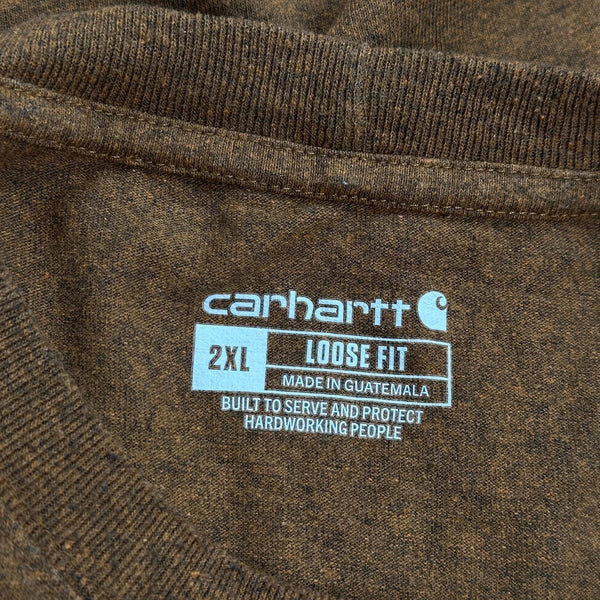 carhartt
2XL LOOSE FIT
MADE IN GUATEMALA
BUILT TO SERVE AND PROTECT
HARDWORKING PEOPLE